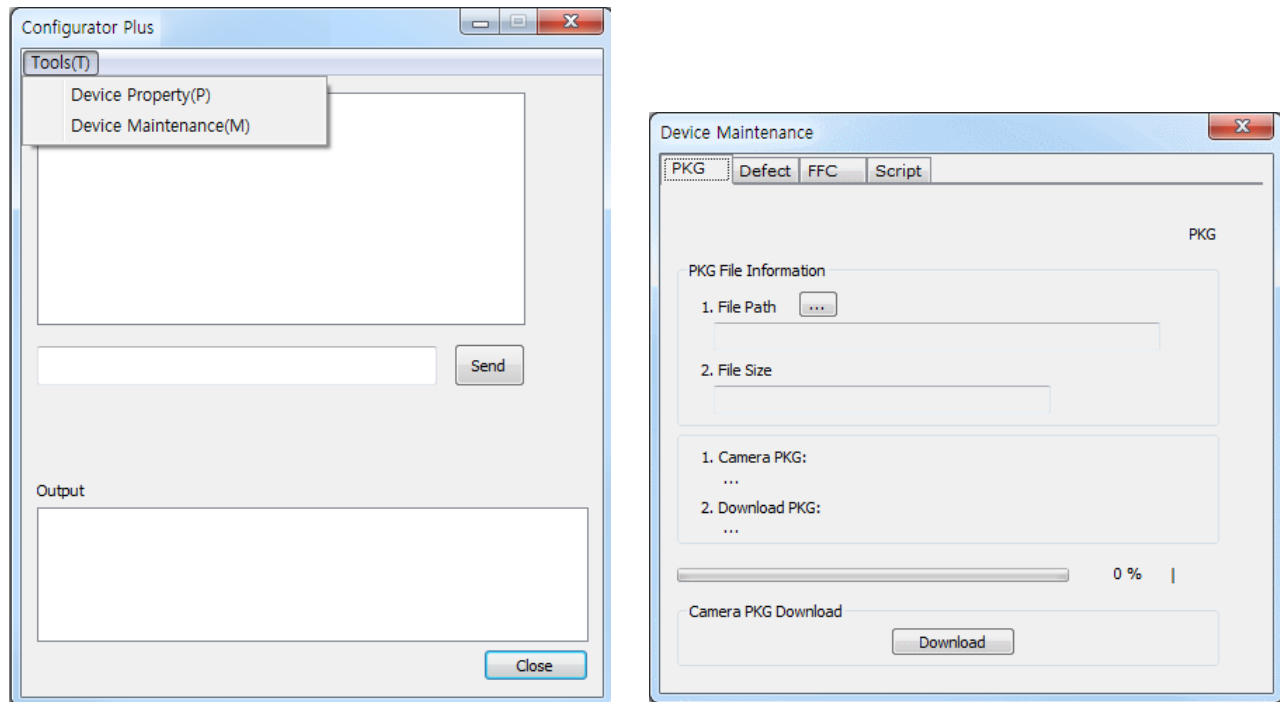 Configurator Plus
Tools(T)
Device Property(P)
Device Maintenance(M)
Send
Output
Close
Device Maintenance
PKG Defect FFC Script
PKG
PKG File Information
1. File Path ...
2. File Size
1. Camera PKG:
...
2. Download PKG:
...
0 %
Camera PKG Download
Download